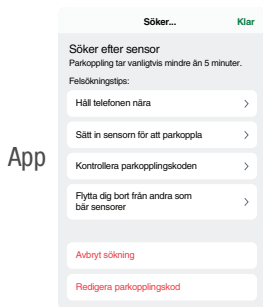 Söker...
Klar
Söker efter sensor
Parkoppling tar vanligtvis mindre än 5 minuter.
Felsökningstips:
Håll telefonen nära
Sätt in sensorn för att parkoppla
App
Kontrollera parkopplingskoden
Flytta dig bort från andra som
bär sensorer
Avbryt sökning
Redigera parkopplingskod